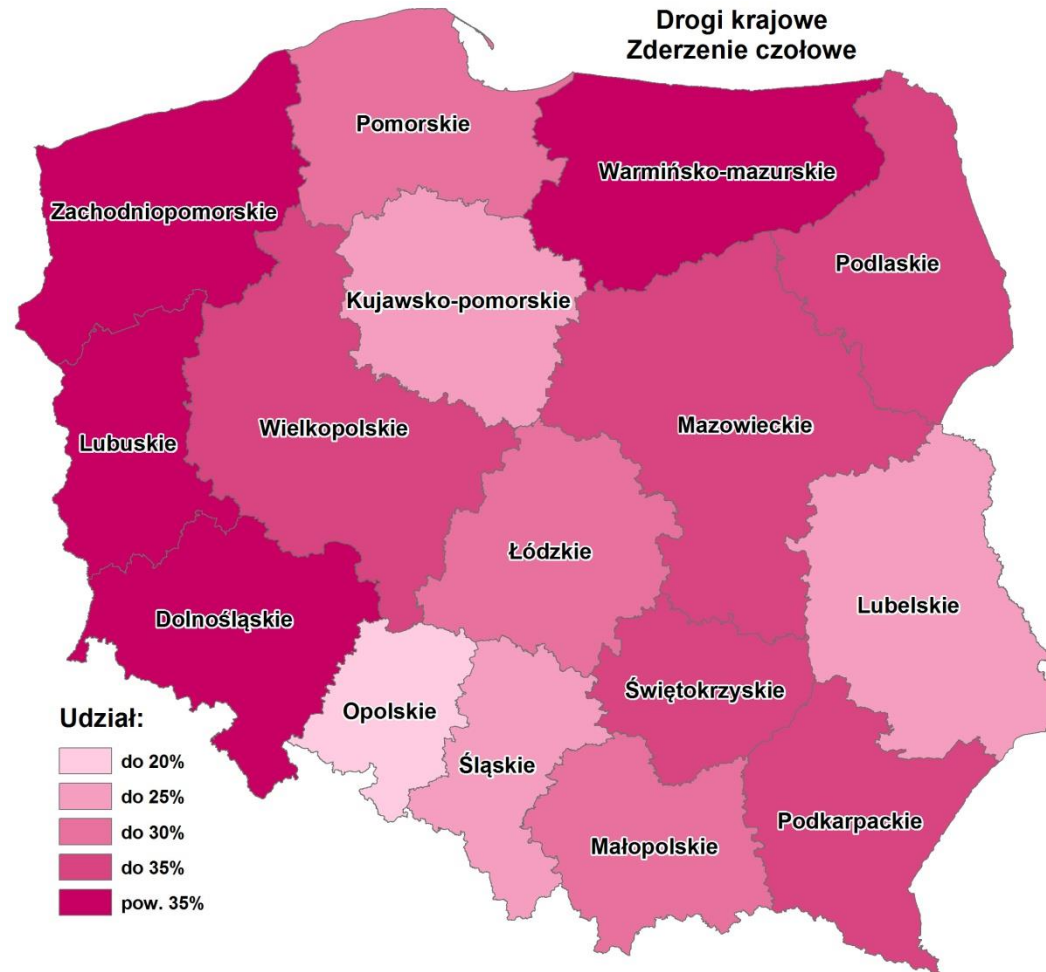 Drogi krajowe
Zderzenie czołowe
Pomorskie
Warmińsko-mazurskie
Zachodniopomorskie
Podlaskie
Kujawsko-pomorskie
Mazowieckie
Wielkopolskie
Lubuskie
Łódzkie
Lubelskie
Dolnośląskie
Świętokrzyskie
Opolskie
Śląskie
Podkarpackie
Małopolskie
Udział:
do 20%
do 25%
do 30%
do 35%
pow. 35%